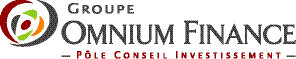 GROUPE
OMNIUM FINANCE
PÔLE CONSEIL INVESTISSEMENT